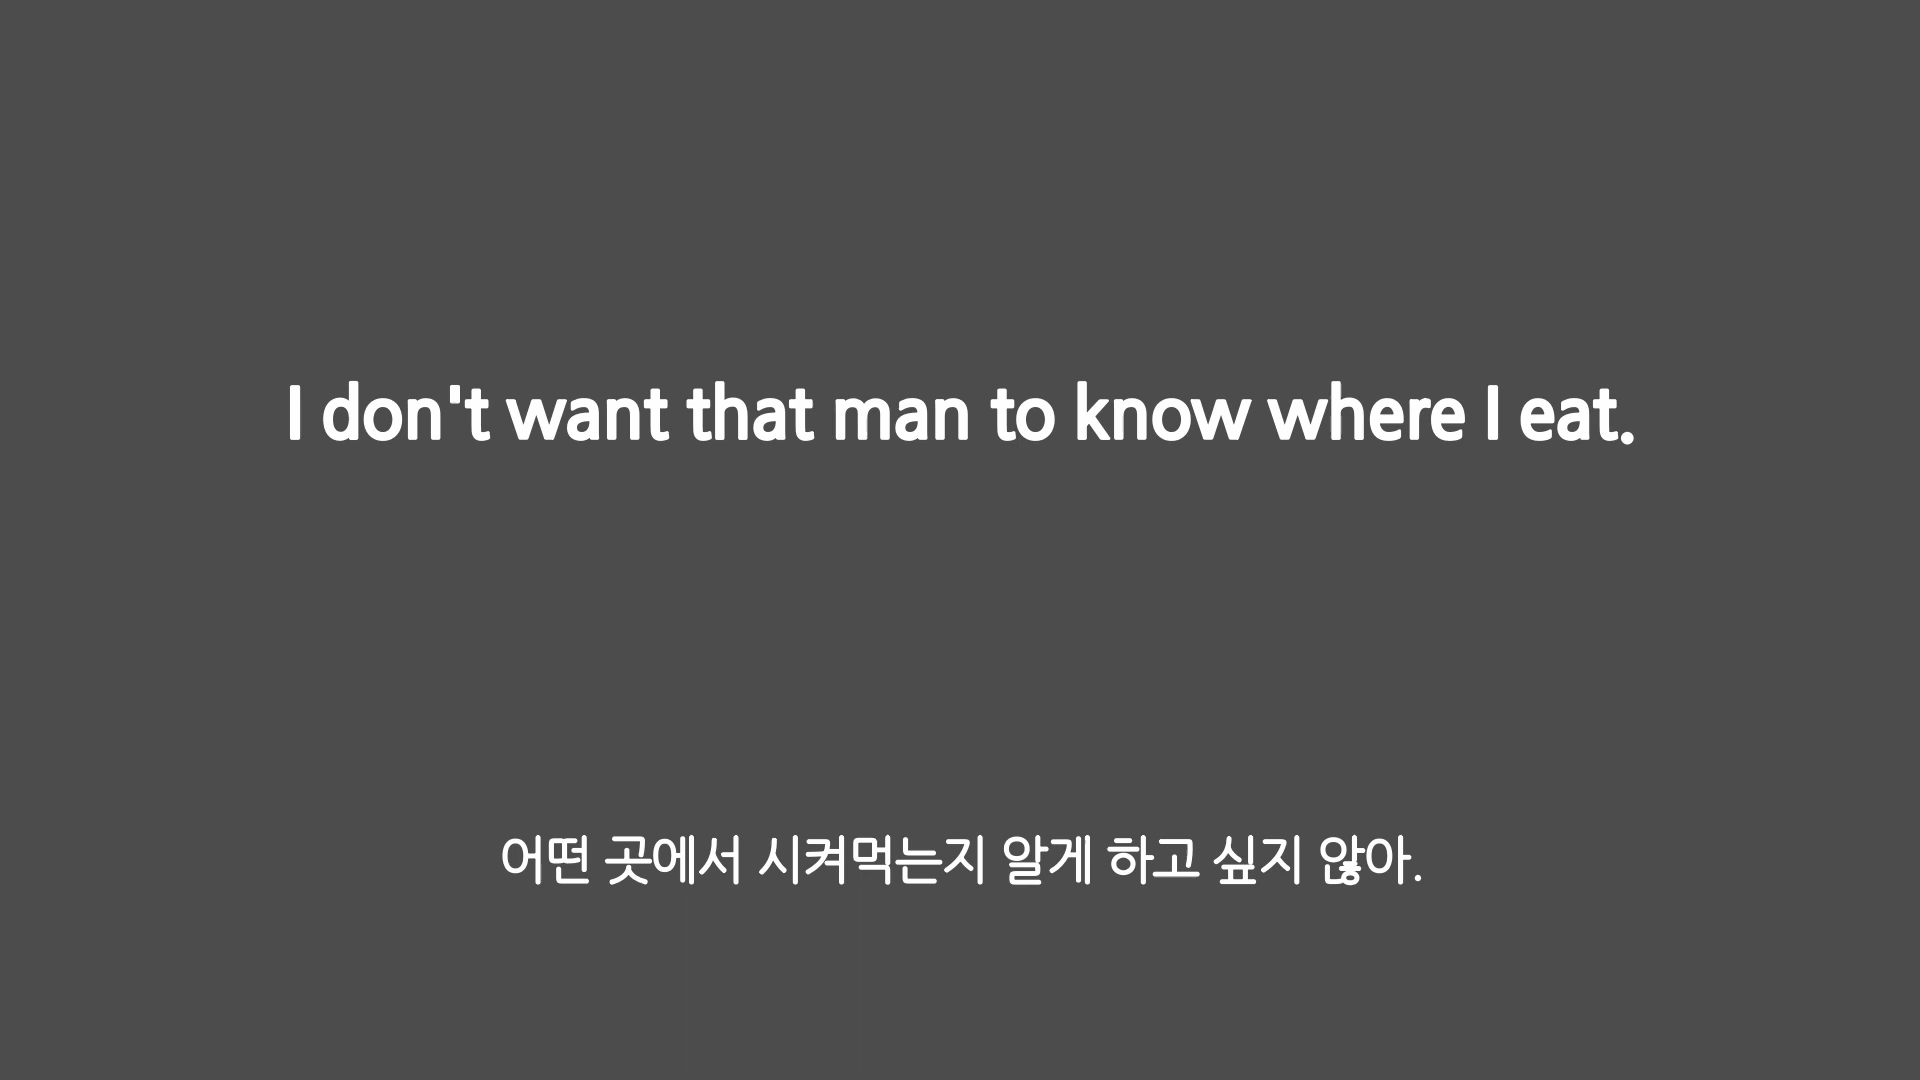 I don't want that man to know where I eat.
어떤 곳에서 시켜먹는지 알게 하고 싶지 않아.